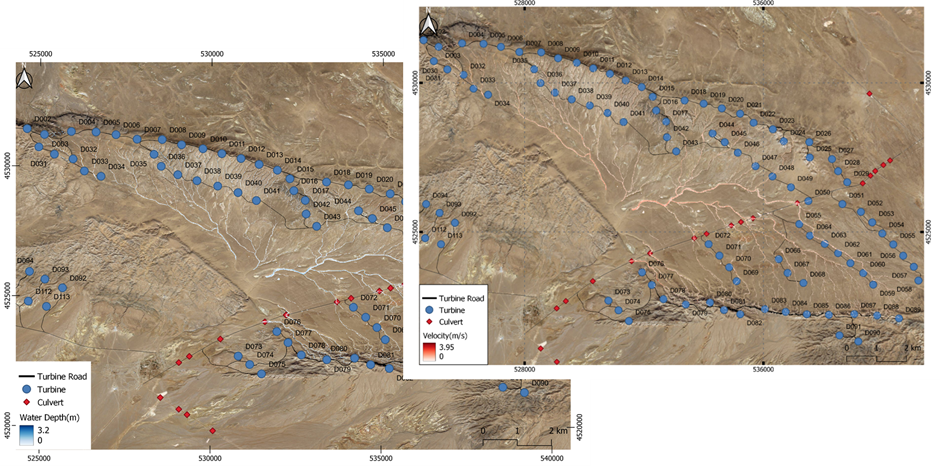 525000
530000
535000
4530000
4525000
4520000
D002
D004
D005
D006
D007
D008
D009
D010
D011
D012
D013
D014
D015
D016
D017
D018
D019
D020
D003
D031
D032
D033
D034
D035
D036
D037
D038
D039
D040
D041
D042
D043
D044
D045
D094
D093
D092
D112
D113
D072
D071
D070
D076
D077
D078
D080
D079
D081
D073
D074
D075
D090
Turbine Road
Turbine
Culvert
Water Depth(m)
3.2
0
0 1 2 km
525000
530000
535000
540000
4520000
528000
536000
4530000
4525000
D004
D005
D006
D007
D008
D009
D010
D011
D012
D013
D014
D015
D016
D017
D018
D019
D020
D021
D022
D023
D024
D025
D026
D027
D028
D029
D003
D030
D031
D032
D033
D034
D035
D036
D037
D038
D039
D040
D041
D042
D043
D044
D045
D046
D047
D048
D049
D050
D051
D052
D053
D054
D055
D056
D057
D058
D059
D060
D061
D062
D063
D064
D065
D066
D067
D068
D069
D070
D071
D072
D073
D074
D075
D076
D077
D078
D079
D080
D081
D082
D083
D084
D085
D086
D087
D088
D089
D090
D091
D094
D093
D092
D112
D113
Turbine Road
Turbine
Culvert
Velocity(m/s)
3.95
0
2 km
528000
536000